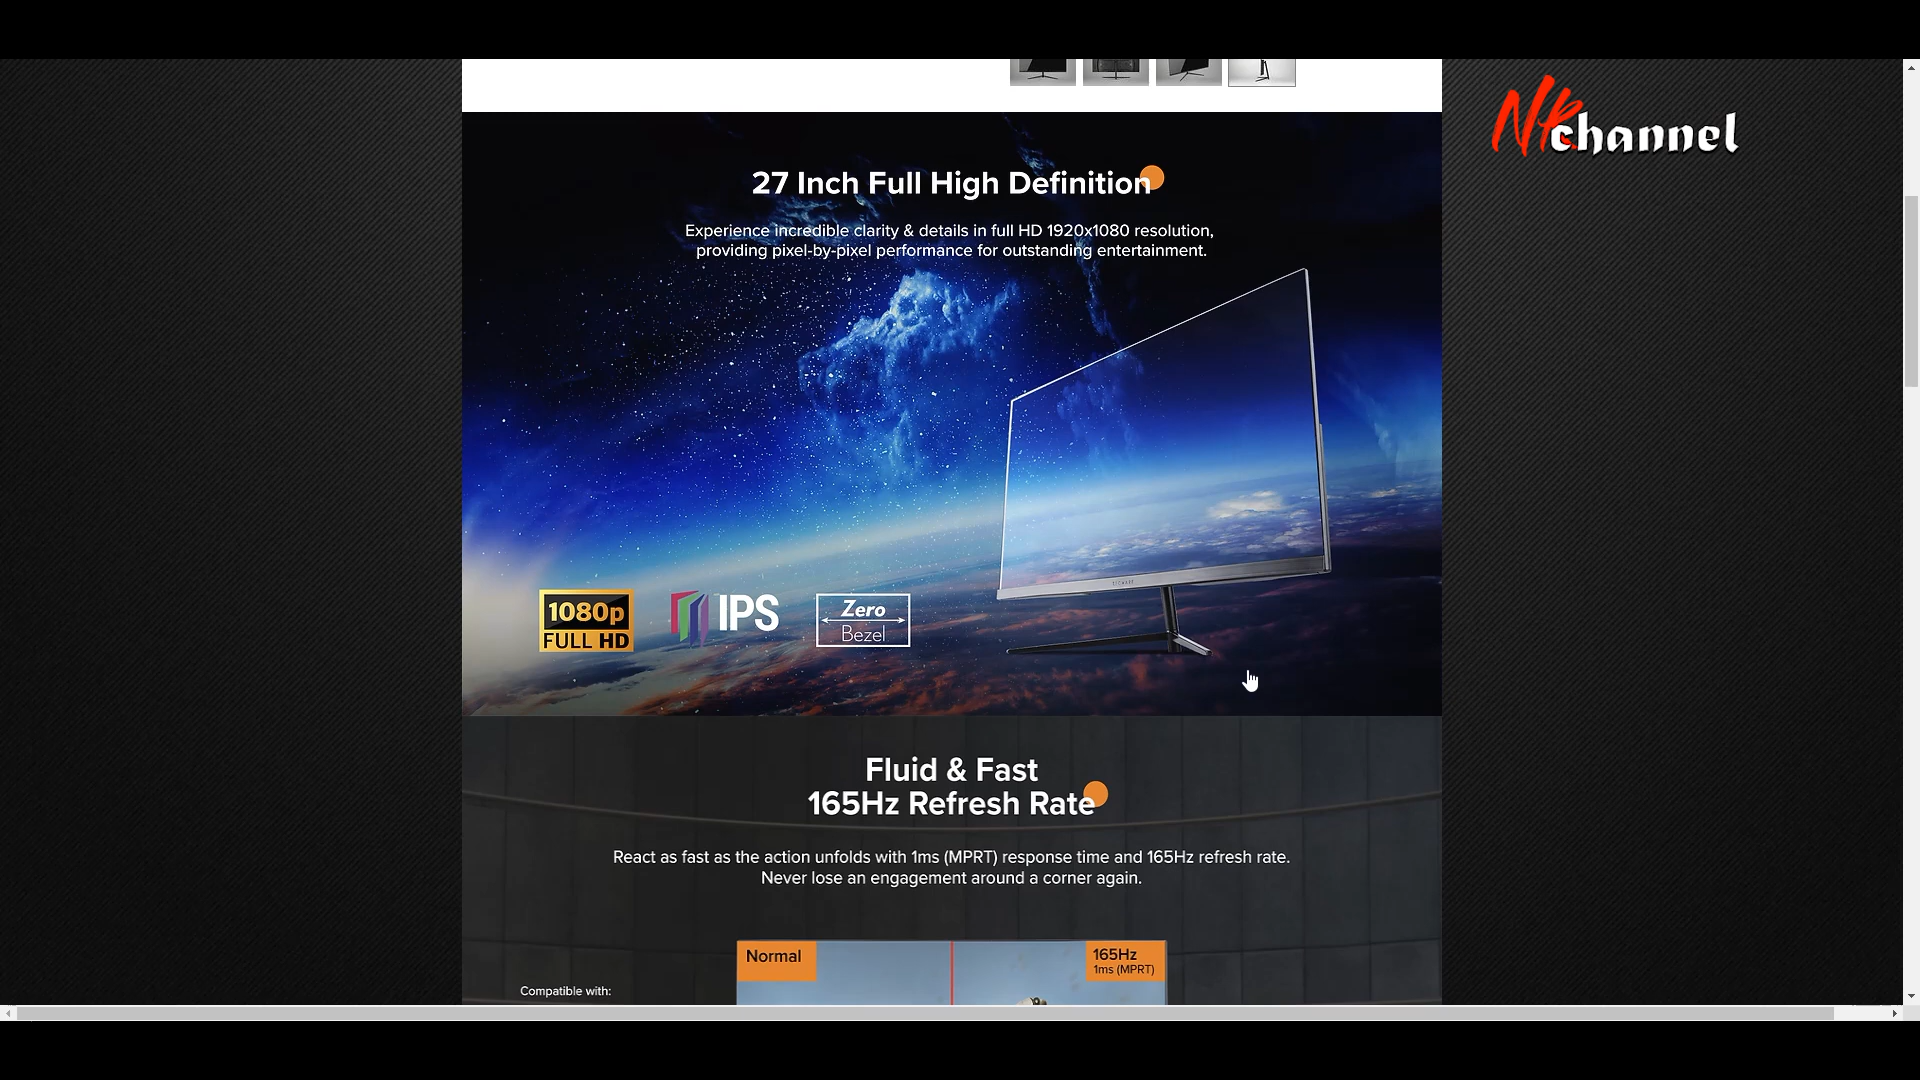 NKchannel
27 Inch Full High Definition
Experience incredible clarity & details in full HD 1920x1080 resolution,
providing pixel-by-pixel performance for outstanding entertainment.
1080p
FULL HD
IPS
Zero
Bezel
Fluid & Fast
165Hz Refresh Rate
React as fast as the action unfolds with 1ms (MPRT) response time and 165Hz refresh rate.
Never lose an engagement around a corner again.
Normal
165Hz
1ms (MPRT)
Compatible with: